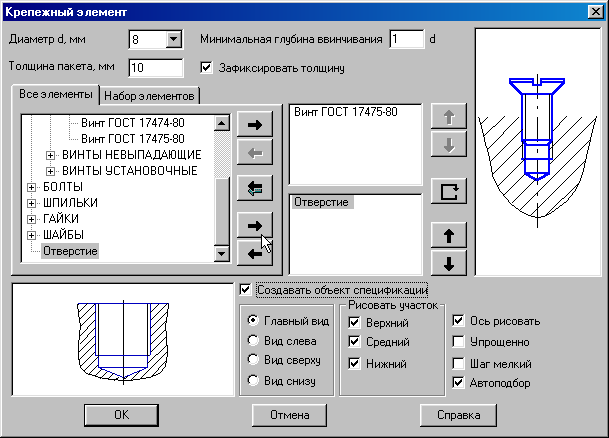 Крепежный элемент
Диаметр d, мм 8 Минимальная глубина ввинчивания 1 d
Толщина пакета, мм 10 Зафиксировать толщину
Все элементы Набор элементов
Винт ГОСТ 17474-80
Винт ГОСТ 17475-80
ВИНТЫ НЕВЫПАДАЮЩИЕ
ВИНТЫ УСТАНОВОЧНЫЕ
БОЛТЫ
ШПИЛЬКИ
ГАЙКИ
ШАЙБЫ
Отверстие
Винт ГОСТ 17475-80
Отверстие
Создавать объект спецификации
Главный вид
Вид слева
Вид сверху
Вид снизу
Рисовать участок
Верхний
Средний
Нижний
Ось рисовать
Упрощенно
Шаг мелкий
Автоподбор
OK Отмена Справка